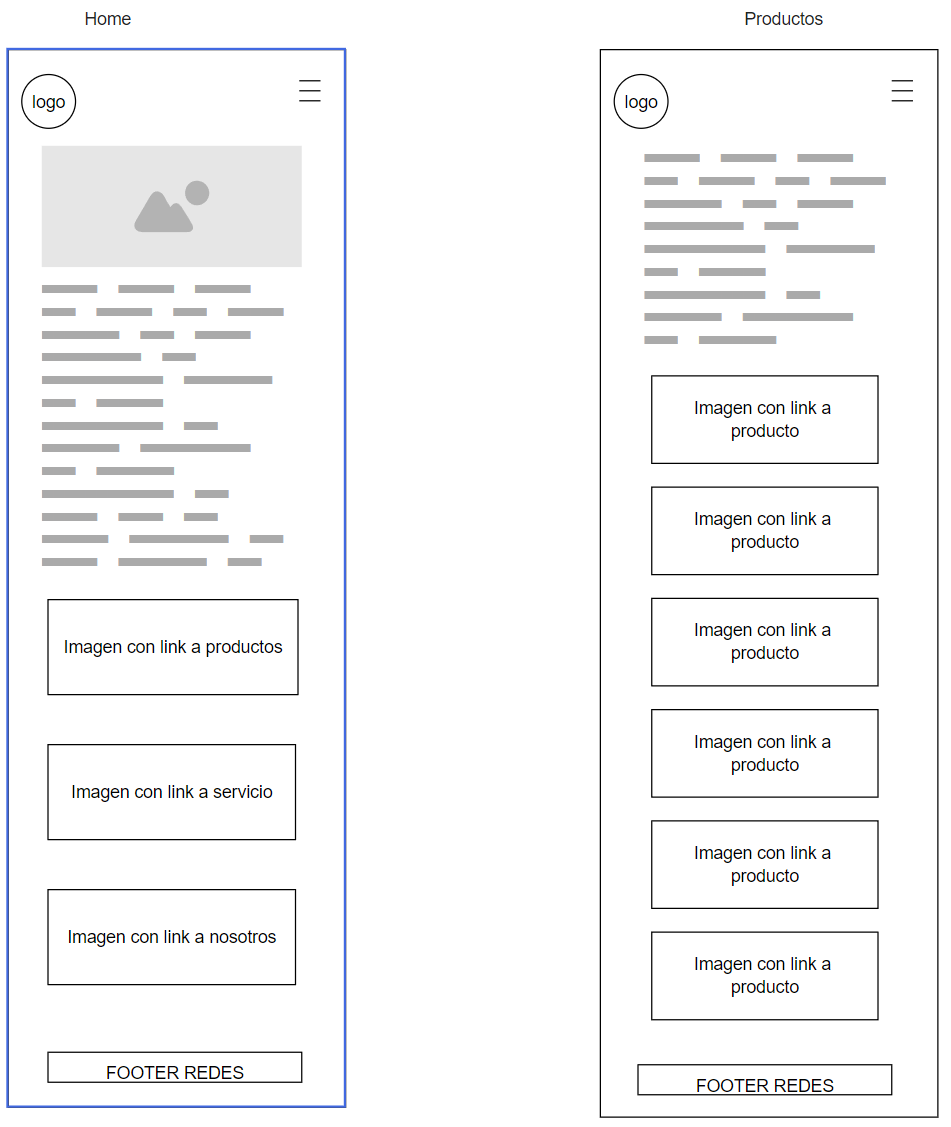 Home
logo
Imagen con link a productos
Imagen con link a servicio
Imagen con link a nosotros
FOOTER REDES
Productos
logo
Imagen con link a
producto
Imagen con link a
producto
Imagen con link a
producto
Imagen con link a
producto
Imagen con link a
producto
Imagen con link a
producto
FOOTER REDES